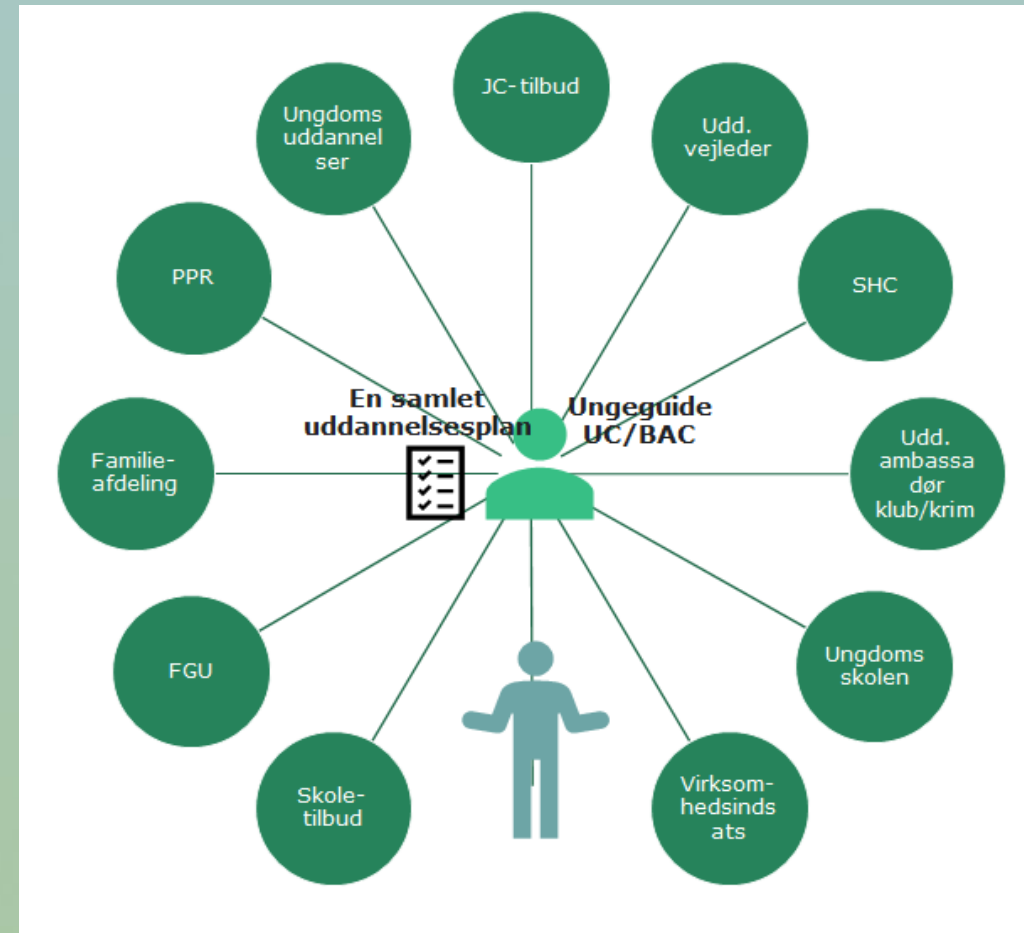 JC-tilbud
Udd.
vejleder
SHC
Udd.
ambassa
dør
klub/krim
Ungdoms
skolen
Virksom-
hedsinds
ats
Skole-
tilbud
FGU
Familie-
afdeling
PPR
Ungdoms
uddannel
ser
En samlet
uddannelsesplan
Ungeguide
UC/BAC